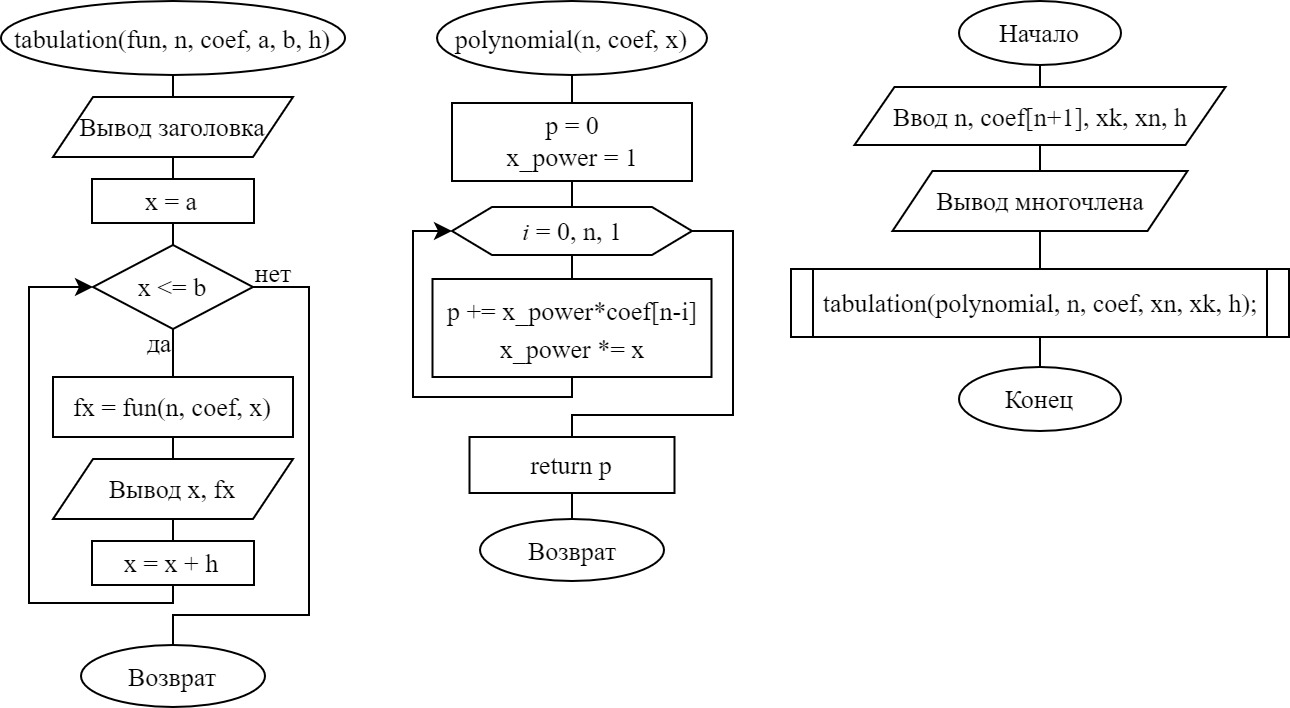 tabulation(fun, n, coef, a, b, h)
Вывод заголовка
x = a
x <= b
нет
да
fx = fun(n, coef, x)
Вывод x, fx
x = x + h
Возврат
polynomial(n, coef, x)
p = 0
x_power = 1
i = 0, n, 1
p += x_power*coef[n-i]
x_power *= x
return p
Возврат
Начало
Ввод n, coef[n+1], xk, xn, h
Вывод многочлена
tabulation(polynomial, n, coef, xn, xk, h);
Конец